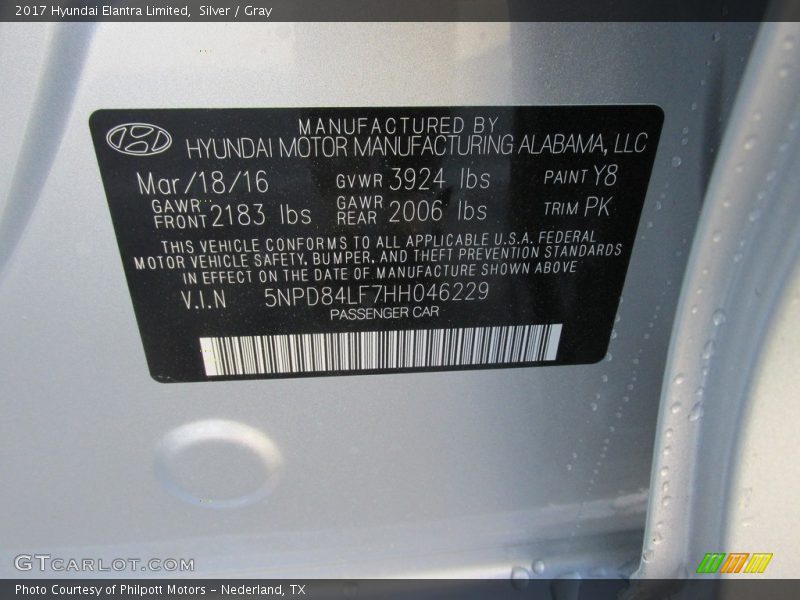 2017 Hyundai Elantra Limited,  Silver / Gray
MANUFACTURED BY
HYUNDAI MOTOR MANUFACTURING ALABAMA, LLC
Mar/18/16 GVWR 3924 lbs PAINT Y8
GAWR FRONT 2183 lbs GAWR REAR 2006 lbs TRIM PK
THIS VEHICLE CONFORMS TO ALL APPLICABLE U.S.A. FEDERAL
MOTOR VEHICLE SAFETY, BUMPER, AND THEFT PREVENTION STANDARDS
IN EFFECT ON THE DATE OF MANUFACTURE SHOWN ABOVE
V.I.N 5NPD84LF7HH046229
PASSENGER CAR
GTCARLOT.COM
Photo Courtesy of Philpott Motors - Nederland, TX